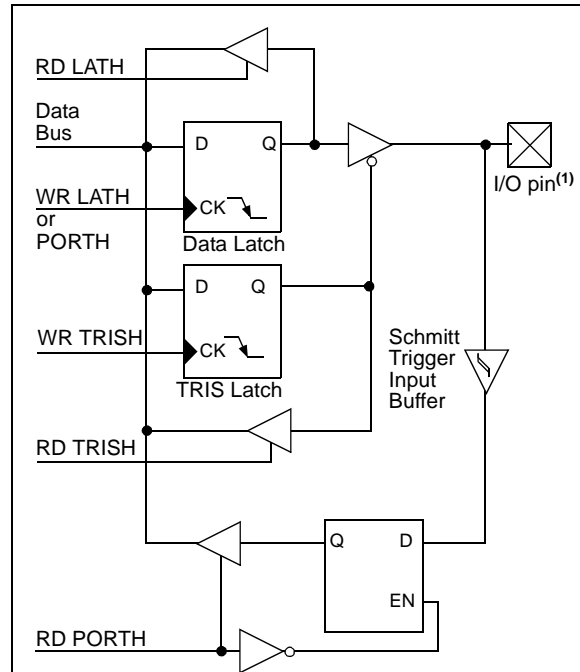 RD LATH
Data
Bus
D Q
WR LATH
or
PORTH
CK
Data Latch
I/O pin(1)
D Q
WR TRISH
CK
TRIS Latch
Schmitt
Trigger
Input
Buffer
RD TRISH
Q D
EN
RD PORTH